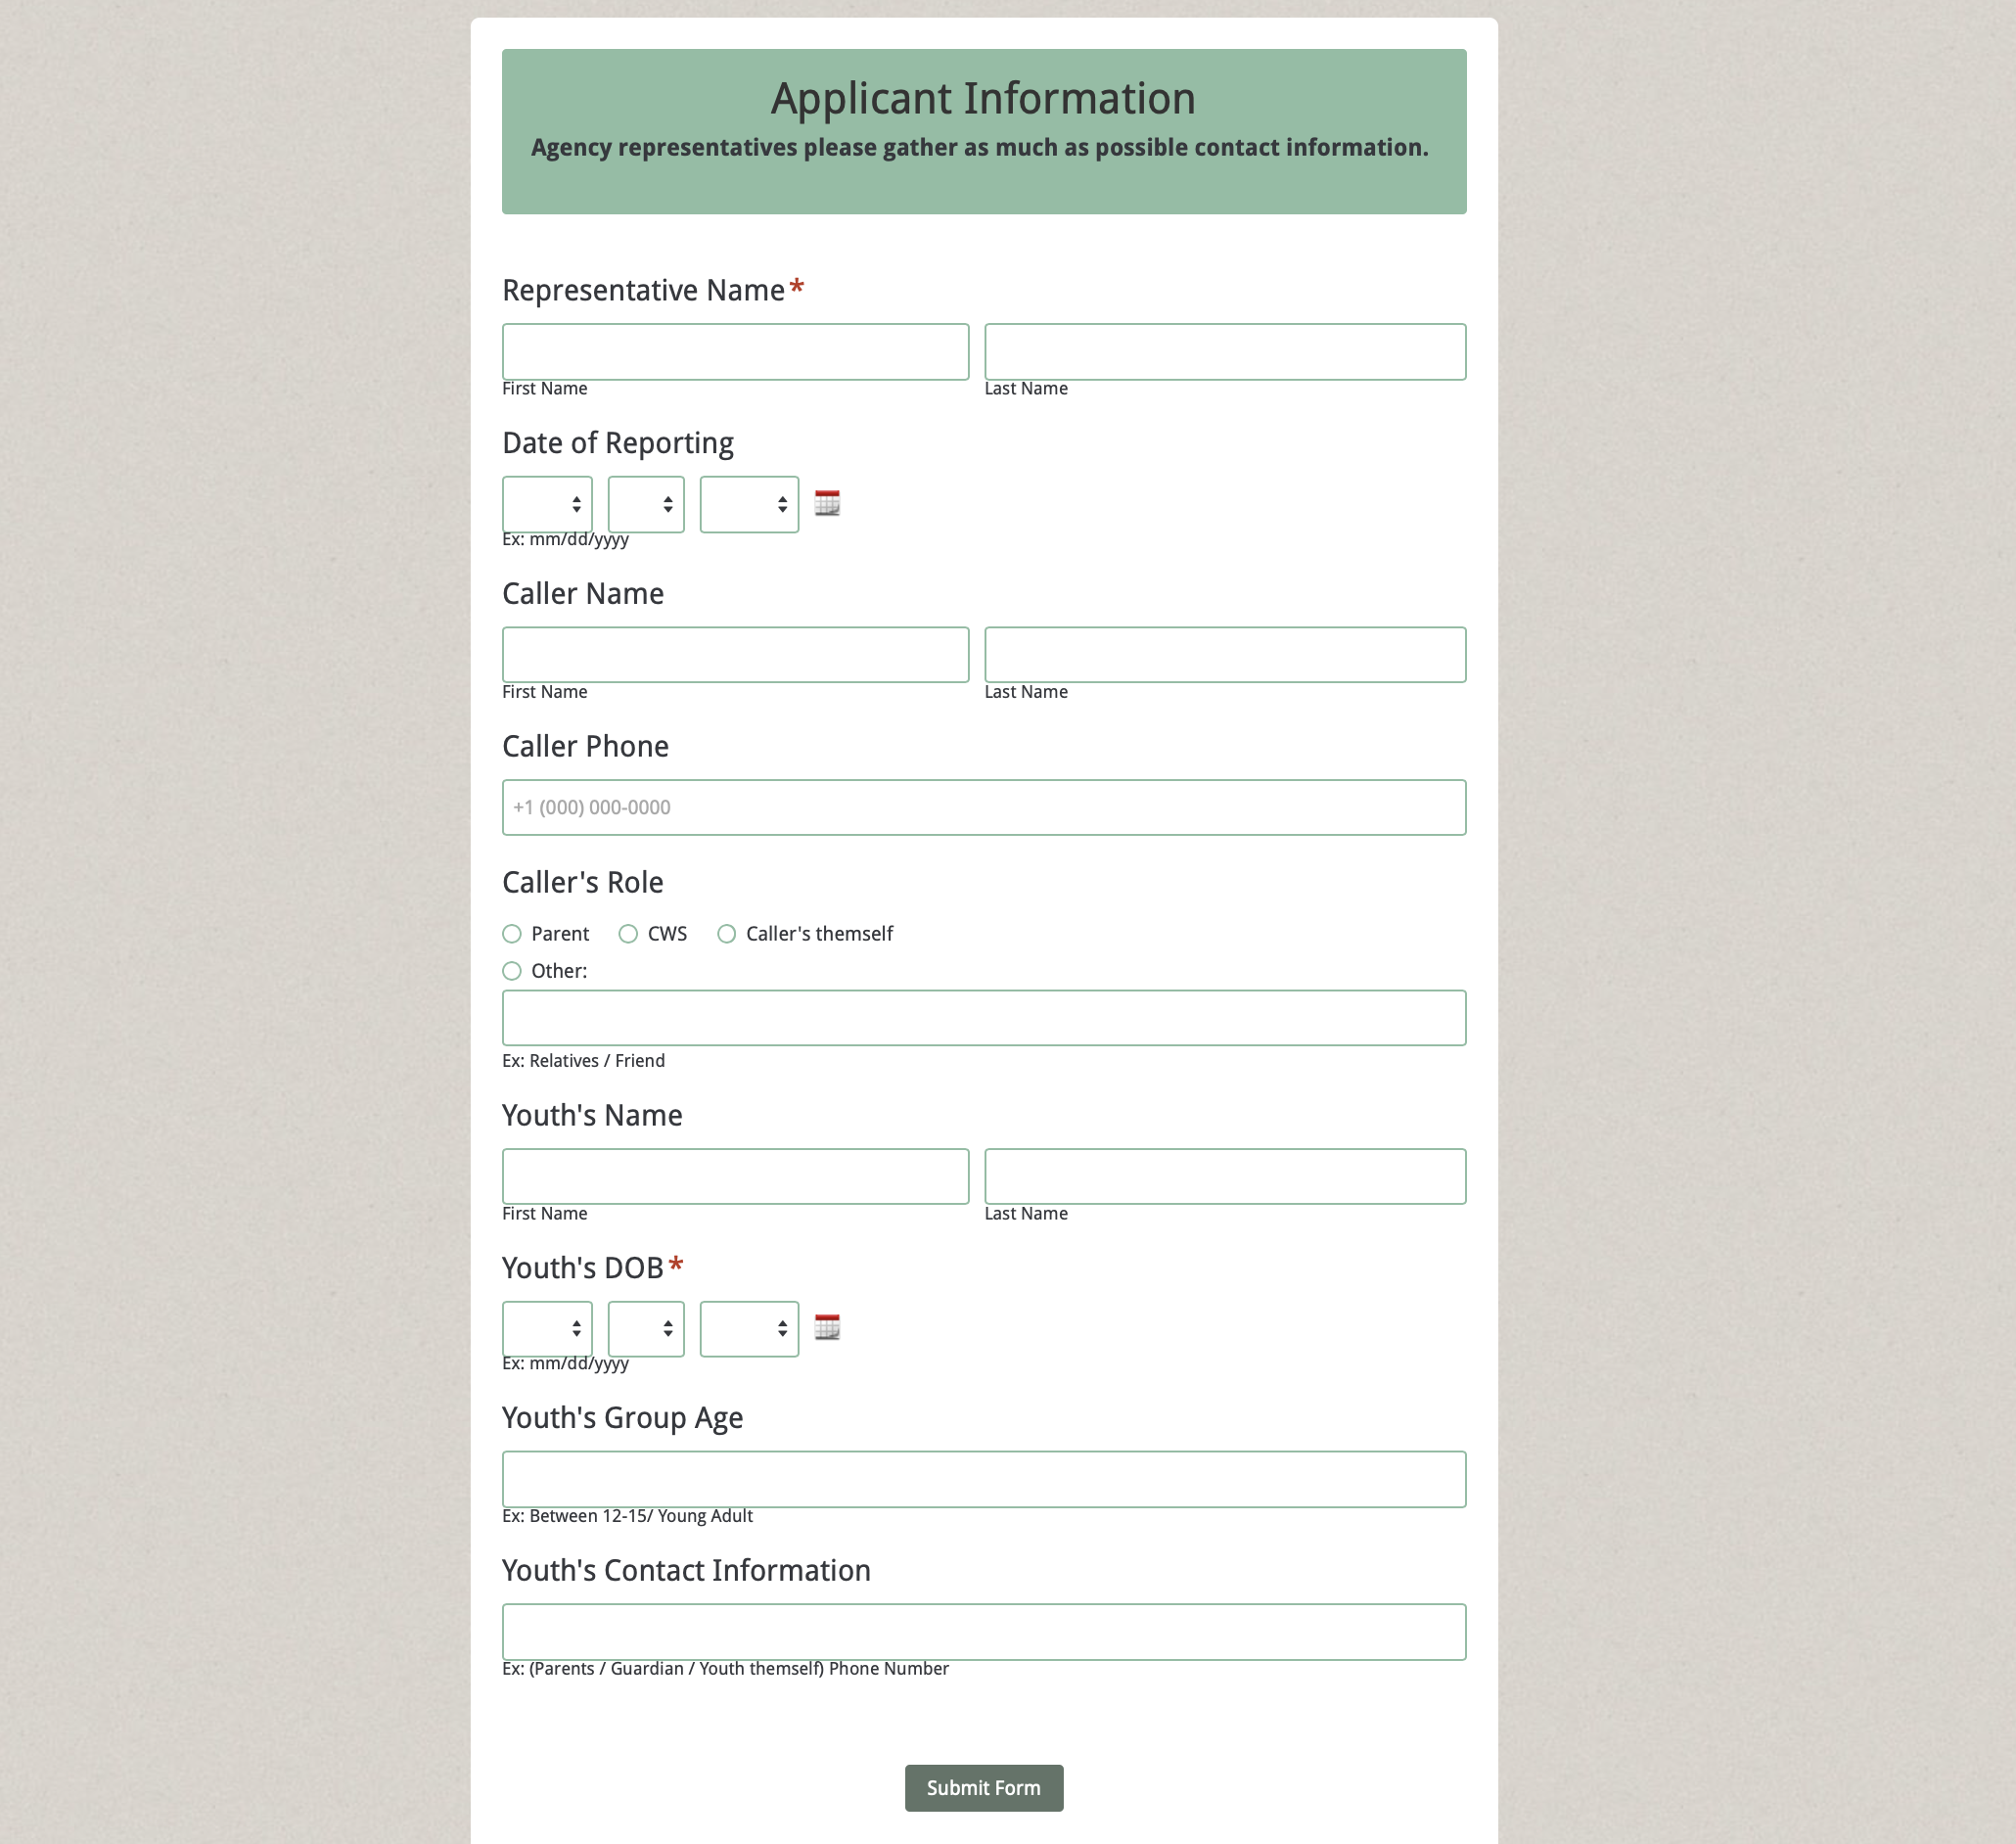 Applicant Information
Agency representatives please gather as much as possible contact information.
Representative Name*
First Name Last Name
Date of Reporting
Ex: mm/dd/yyyy
Caller Name
First Name Last Name
Caller Phone
+1 (000) 000-0000
Caller's Role
Parent CWS Caller's themself
Other:
Ex: Relatives / Friend
Youth's Name
First Name Last Name
Youth's DOB*
Ex: mm/dd/yyyy
Youth's Group Age
Ex: Between 12-15/ Young Adult
Youth's Contact Information
Ex: (Parents / Guardian / Youth themself) Phone Number
Submit Form